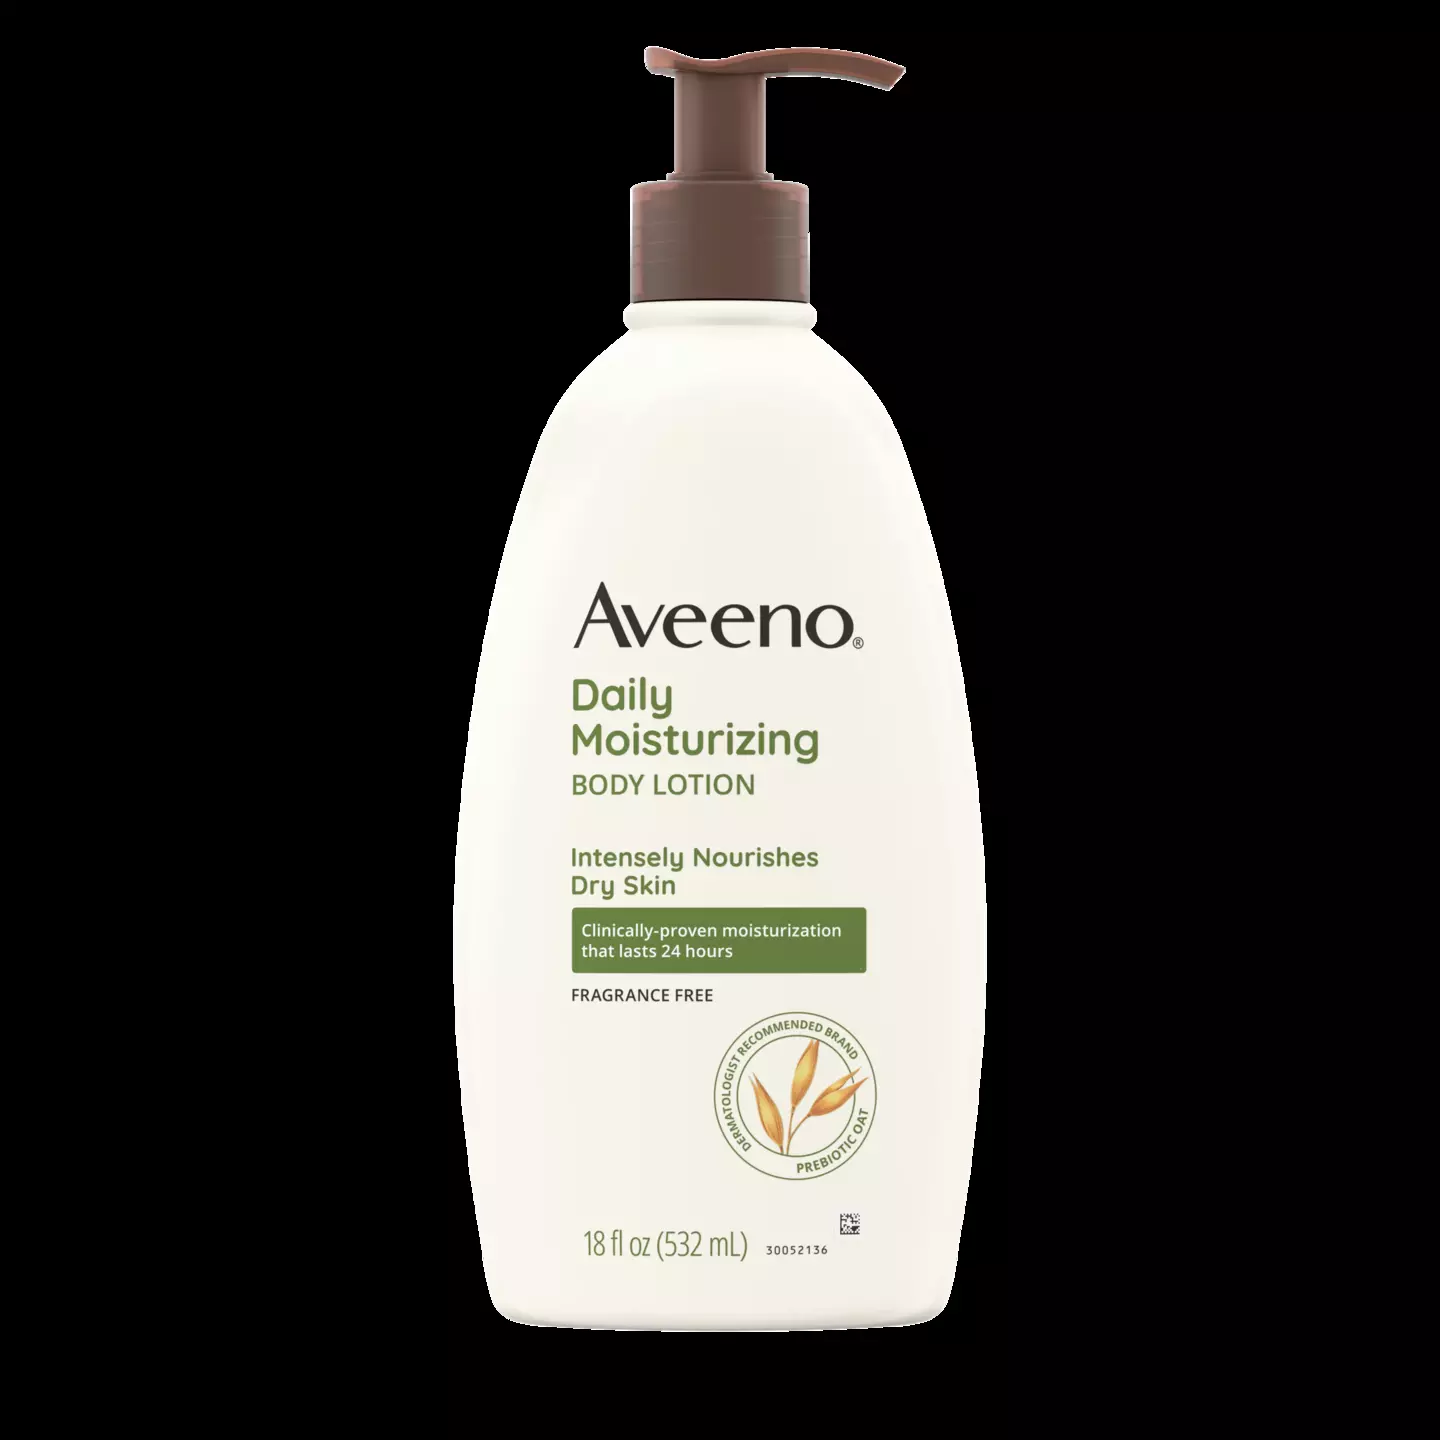 Aveeno®
Daily
Moisturizing
BODY LOTION
Intensely Nourishes
Dry Skin
Clinically-proven moisturization
that lasts 24 hours
FRAGRANCE FREE
DERMATOLOGIST RECOMMENDED BRAND
PREBIOTIC OAT
18 fl oz (532 mL)
30052136